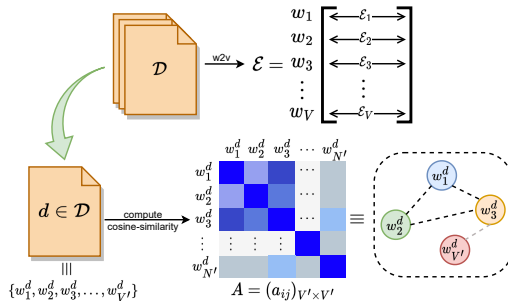 𝒟
w2v
ℰ =
w₁ ℰ₁
w₂ ℰ₂
w₃ ℰ₃
⋮ ⋮
w_V ℰ_V
d ∈ 𝒟
|||
{w₁^d, w₂^d, w₃^d, ..., w_{V'}^d}
compute
cosine-similarity
w₁^d w₂^d w₃^d ··· w_{N'}^d
w₁^d ···
w₂^d ···
w₃^d ···
⋮ ⋮ ⋮ ⋮ ⋮
w_{N'}^d ···
A = (a_{ij})_{V'×V'}
≡
w₁^d
w₂^d
w₃^d
w_{V'}^d